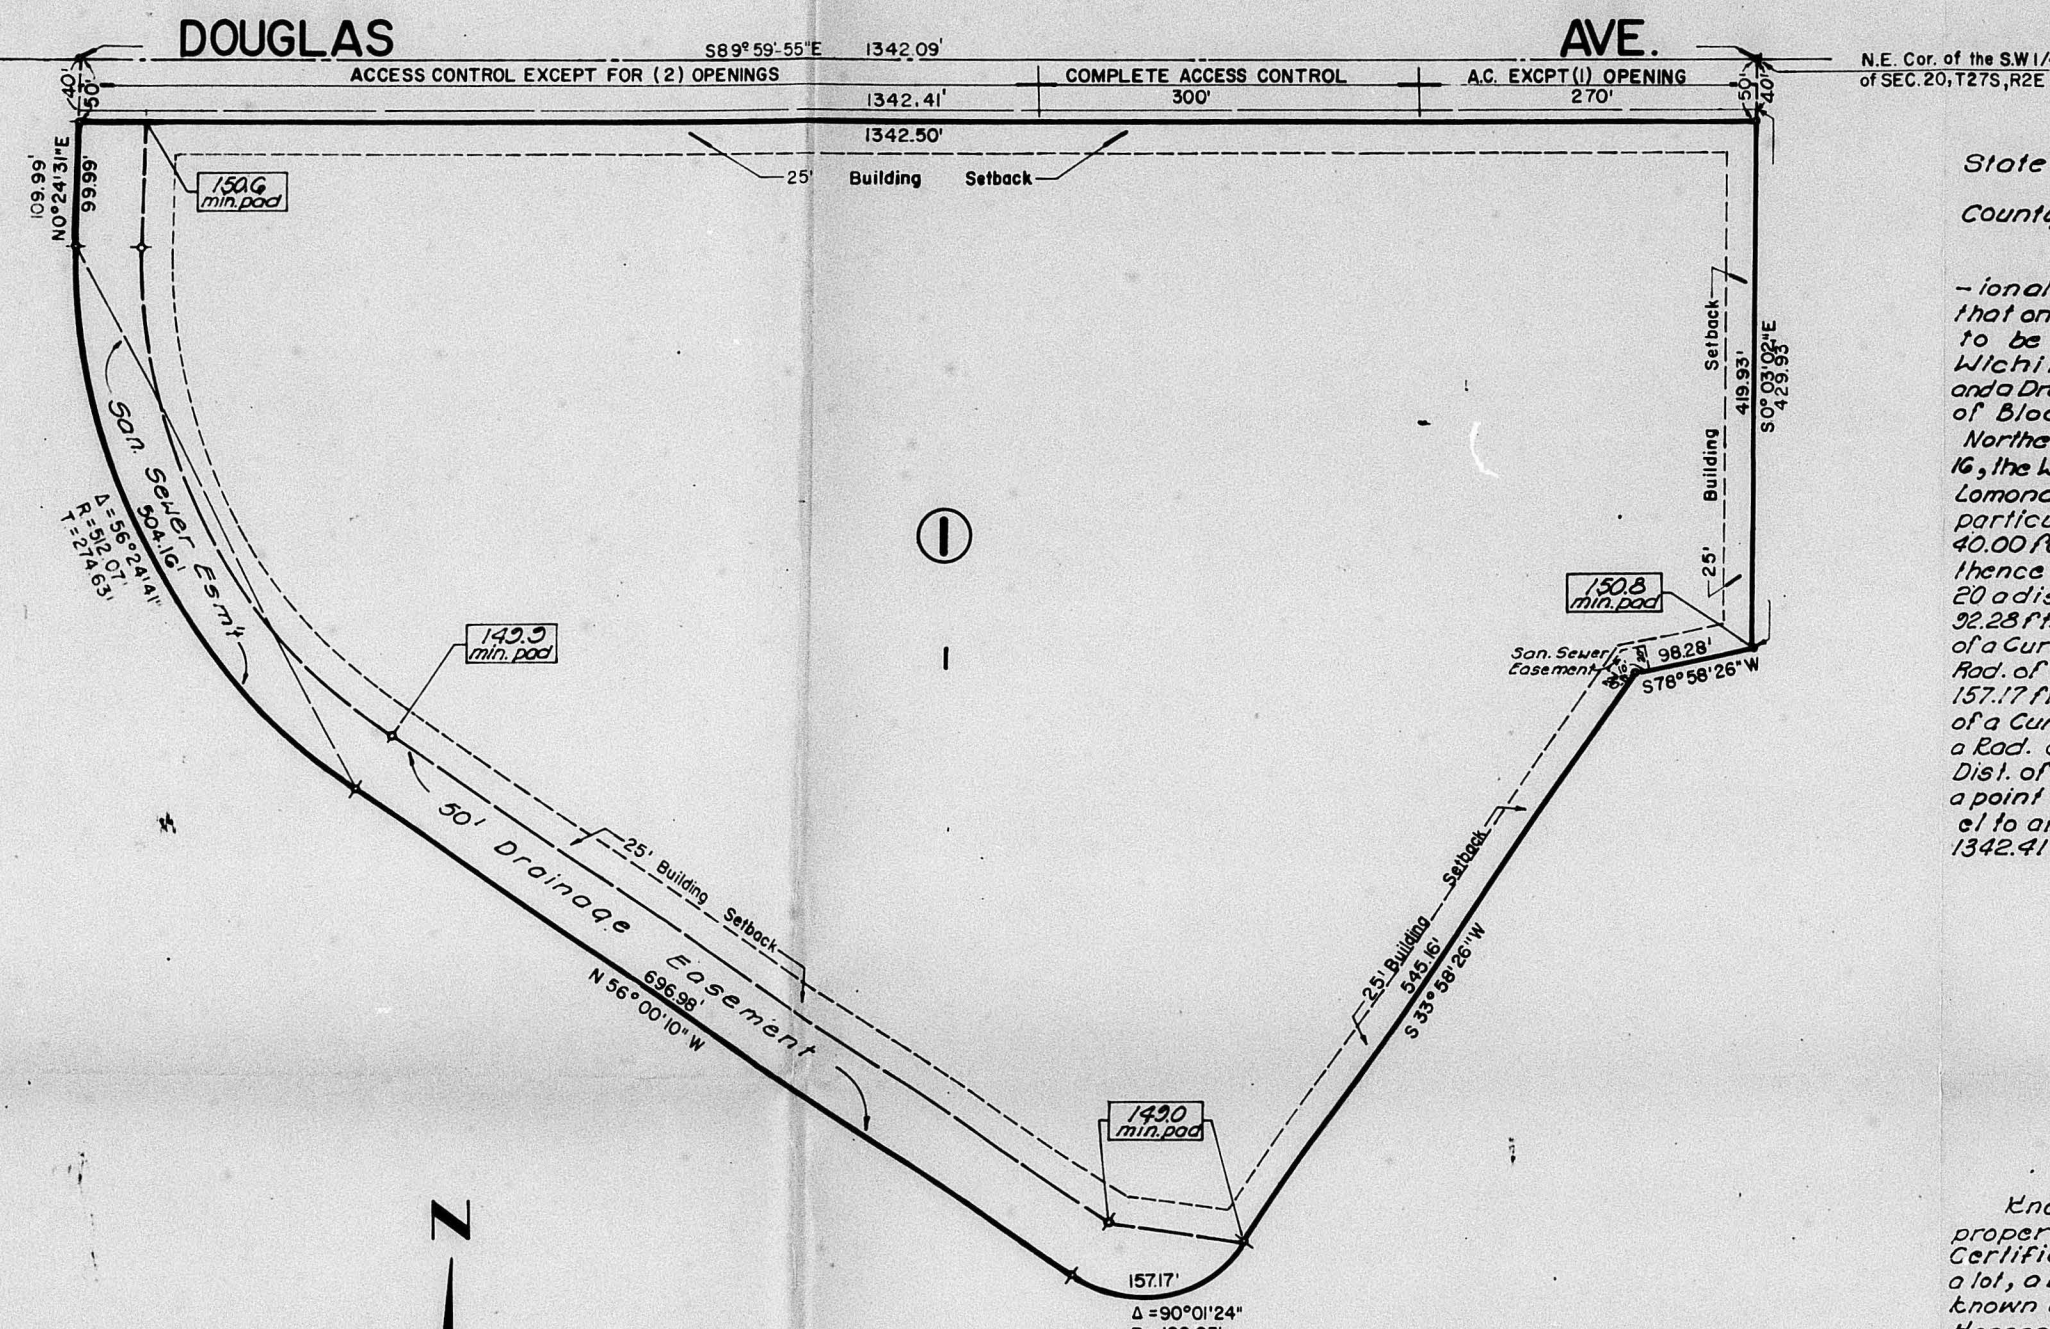 DOUGLAS AVE.
S89°59'-55"E 1342.09'
ACCESS CONTROL EXCEPT FOR (2) OPENINGS
COMPLETE ACCESS CONTROL
A.C. EXCPT (1) OPENING
N.E. Cor. of the S.W 1/4
of SEC. 20, T27S, R2E
40'
50'
1342.41'
300'
270'
50'
40'
1342.50'
25' Building Setback
109.99'
N0°24'31"E
99.99'
150.6
min. pad
San. Sewer Esm't
504.16'
Δ = 56°24'41"
R = 512.07'
T = 274.63'
149.9
min. pad
1
1
25' Building Setback
419.93'
S0°03'02"E
429.93'
150.8
min. pad
San. Sewer
Easement
20'
98.28'
S78°58'26"W
50' Drainage Easement
25' Building Setback
696.98'
N 56°00'10" W
25' Building Setback
545.16'
S 33°58'26" W
149.0
min. pad
157.17'
Δ = 90°01'24"
N
State
County
-ional
that on
to be
Wichi
and a Dr
of Bloc
Northe
16, the W
Lomond
particu
40.00 f
thence
20 a dis
92.28 ft
of a Cur
Rad. of
157.17 f
of a Cur
a Rad.
Dist. of
a point
el to a
1342.41
Kno
proper
Certifi
a lot, a
known